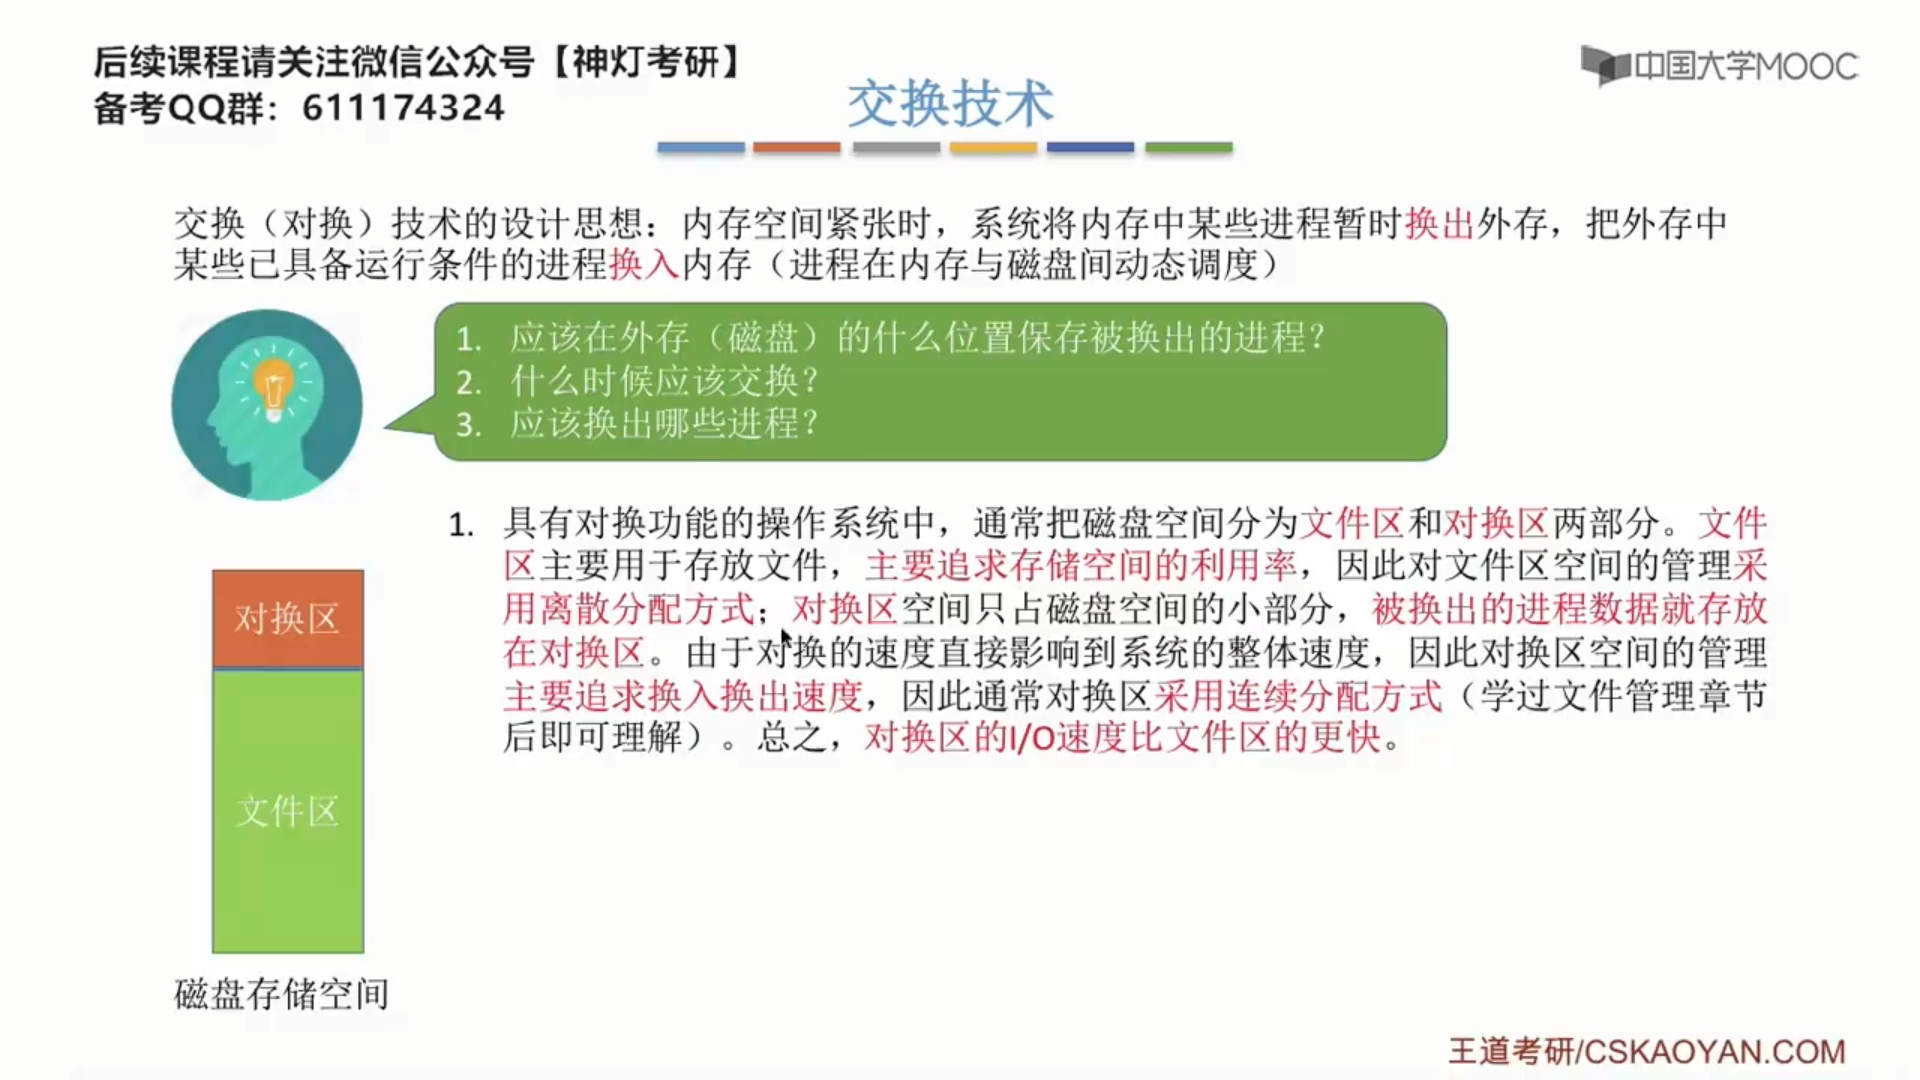 后续课程请关注微信公众号【神灯考研】
备考QQ群：611174324
中国大学MOOC
交换技术
交换（对换）技术的设计思想：内存空间紧张时，系统将内存中某些进程暂时换出外存，把外存中
某些已具备运行条件的进程换入内存（进程在内存与磁盘间动态调度）
1. 应该在外存（磁盘）的什么位置保存被换出的进程？
2. 什么时候应该交换？
3. 应该换出哪些进程？
1. 具有对换功能的操作系统中，通常把磁盘空间分为文件区和对换区两部分。文件
区主要用于存放文件，主要追求存储空间的利用率，因此对文件区空间的管理采
用离散分配方式；对换区空间只占磁盘空间的小部分，被换出的进程数据就存放
在对换区。由于对换的速度直接影响到系统的整体速度，因此对换区空间的管理
主要追求换入换出速度，因此通常对换区采用连续分配方式（学过文件管理章节
后即可理解）。总之，对换区的I/O速度比文件区的更快。
对换区
文件区
磁盘存储空间
王道考研/CSKAOYAN.COM